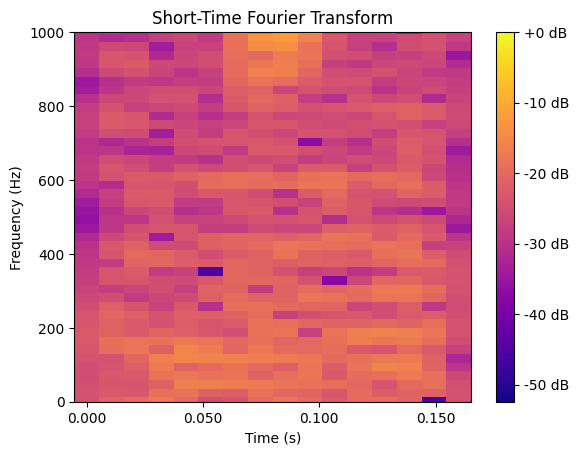 Short-Time Fourier Transform
Frequency (Hz)
1000
800
600
400
200
0
0.000
0.050
0.100
0.150
Time (s)
+0 dB
-10 dB
-20 dB
-30 dB
-40 dB
-50 dB